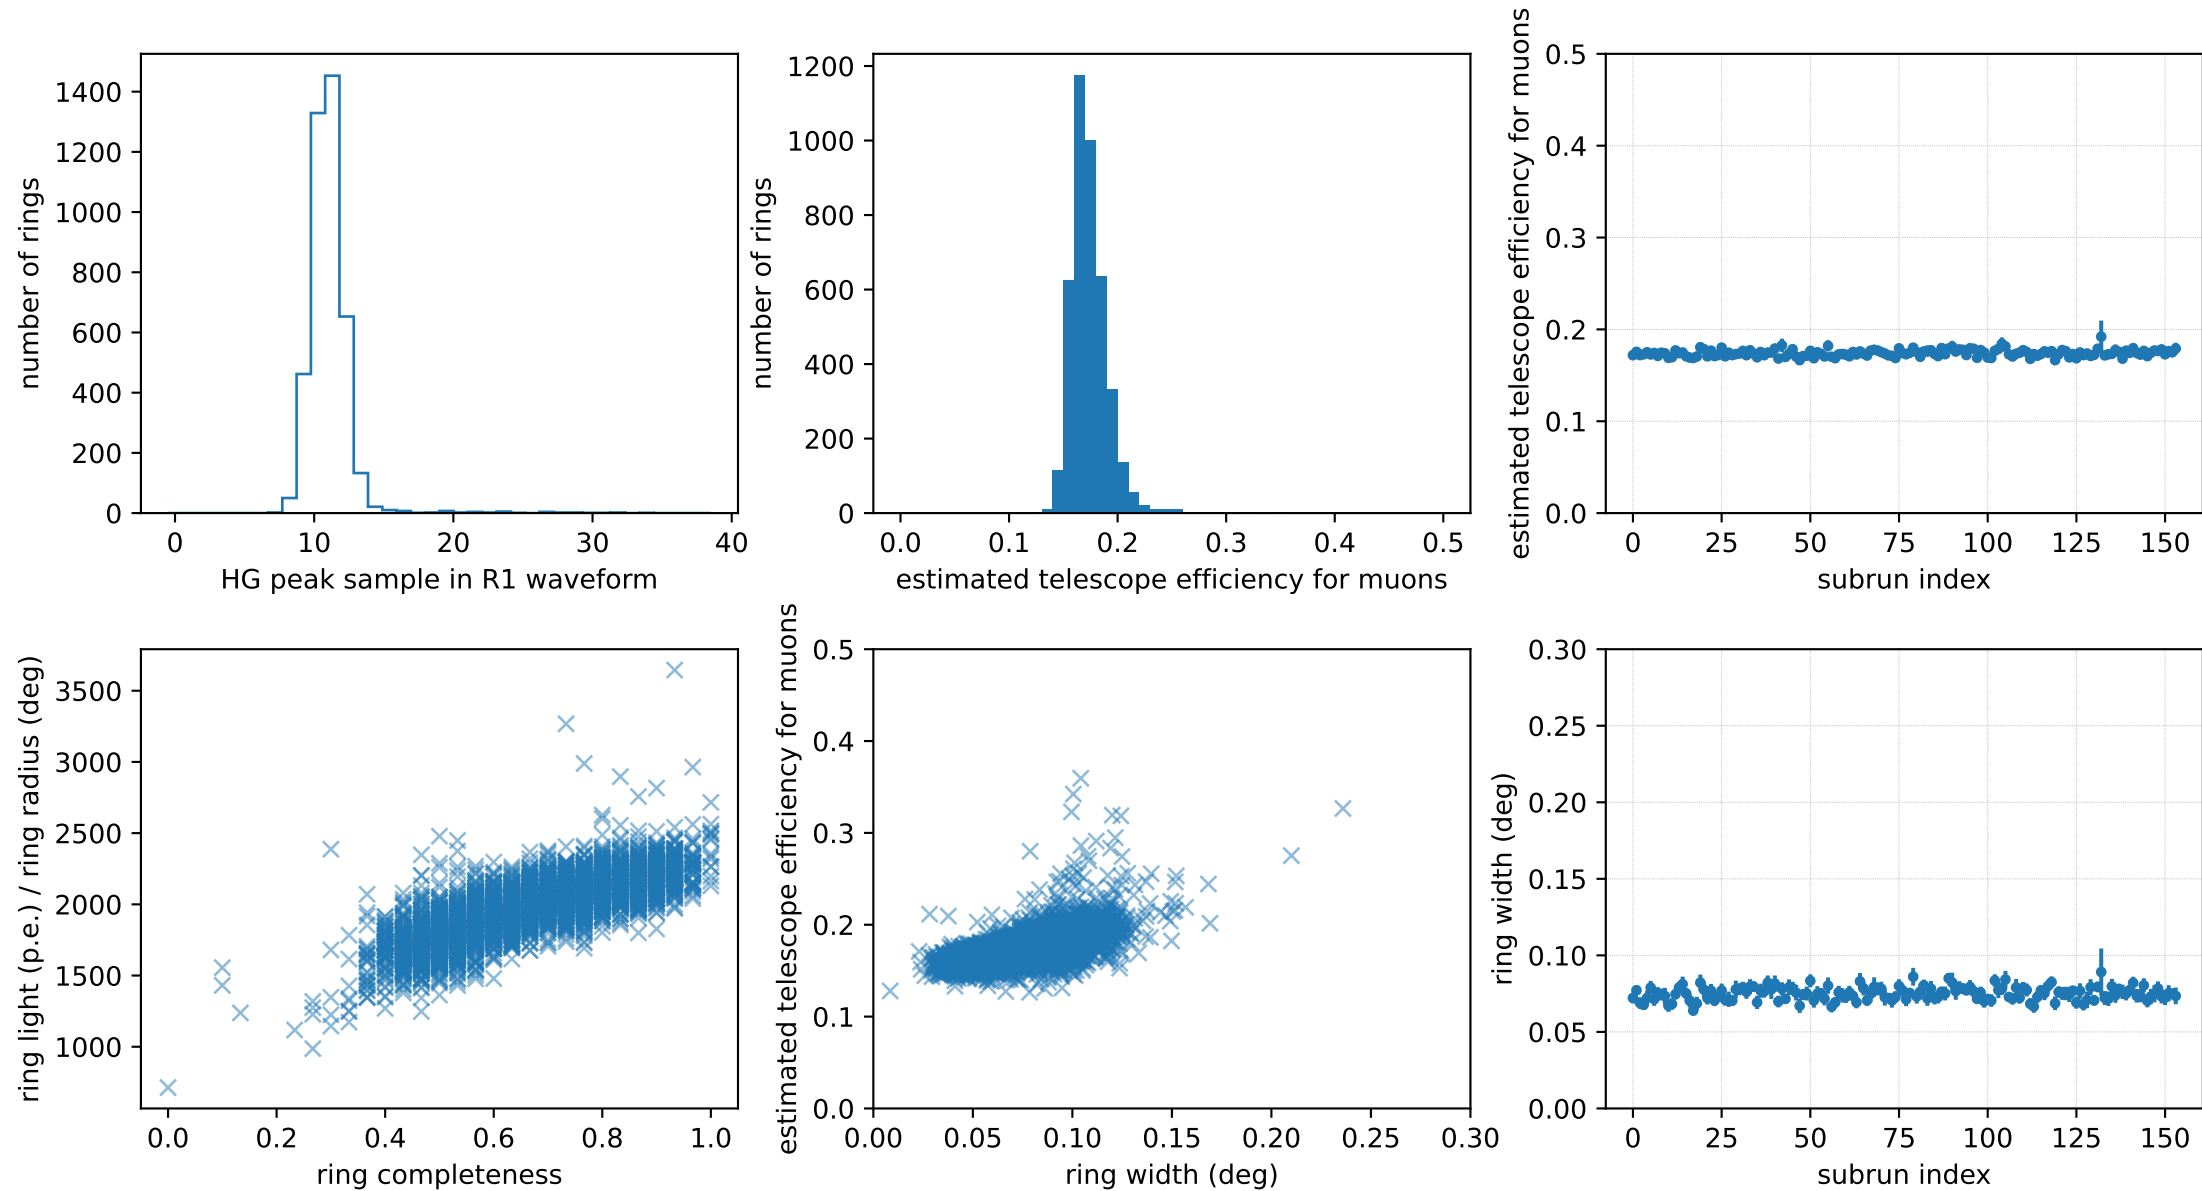 number of rings
1400
1200
1000
800
600
400
200
0
0 10 20 30 40
HG peak sample in R1 waveform
number of rings
1200
1000
800
600
400
200
0
0.0 0.1 0.2 0.3 0.4 0.5
estimated telescope efficiency for muons
estimated telescope efficiency for muons
0.5
0.4
0.3
0.2
0.1
0.0
0 25 50 75 100 125 150
subrun index
ring light (p.e.) / ring radius (deg)
3500
3000
2500
2000
1500
1000
0.0 0.2 0.4 0.6 0.8 1.0
ring completeness
estimated telescope efficiency for muons
0.5
0.4
0.3
0.2
0.1
0.0
0.00 0.05 0.10 0.15 0.20 0.25 0.30
ring width (deg)
ring width (deg)
0.30
0.25
0.20
0.15
0.10
0.05
0.00
0 25 50 75 100 125 150
subrun index